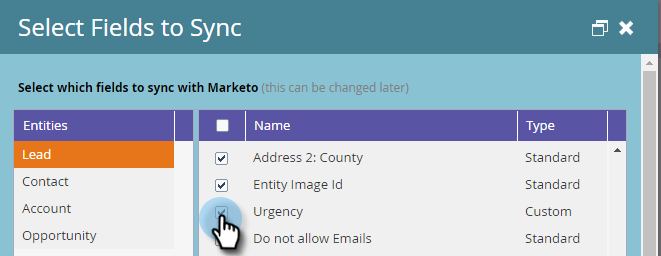 Select Fields to Sync
Select which fields to sync with Marketo (this can be changed later)
Entities Name Type
Lead Address 2: County Standard
Contact Entity Image Id Standard
Account Urgency Custom
Opportunity Do not allow Emails Standard